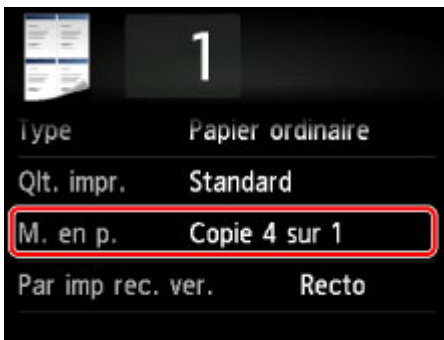 1
Type Papier ordinaire
Qlt. impr. Standard
M. en p. Copie 4 sur 1
Par imp rec. ver. Recto